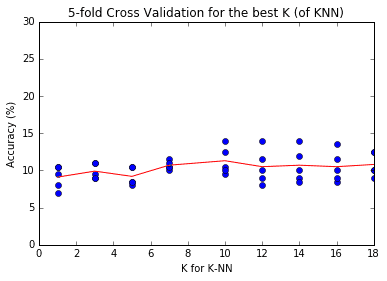 5-fold Cross Validation for the best K (of KNN)
30
25
20
15
10
5
0
Accuracy (%)
0 2 4 6 8 10 12 14 16 18
K for K-NN